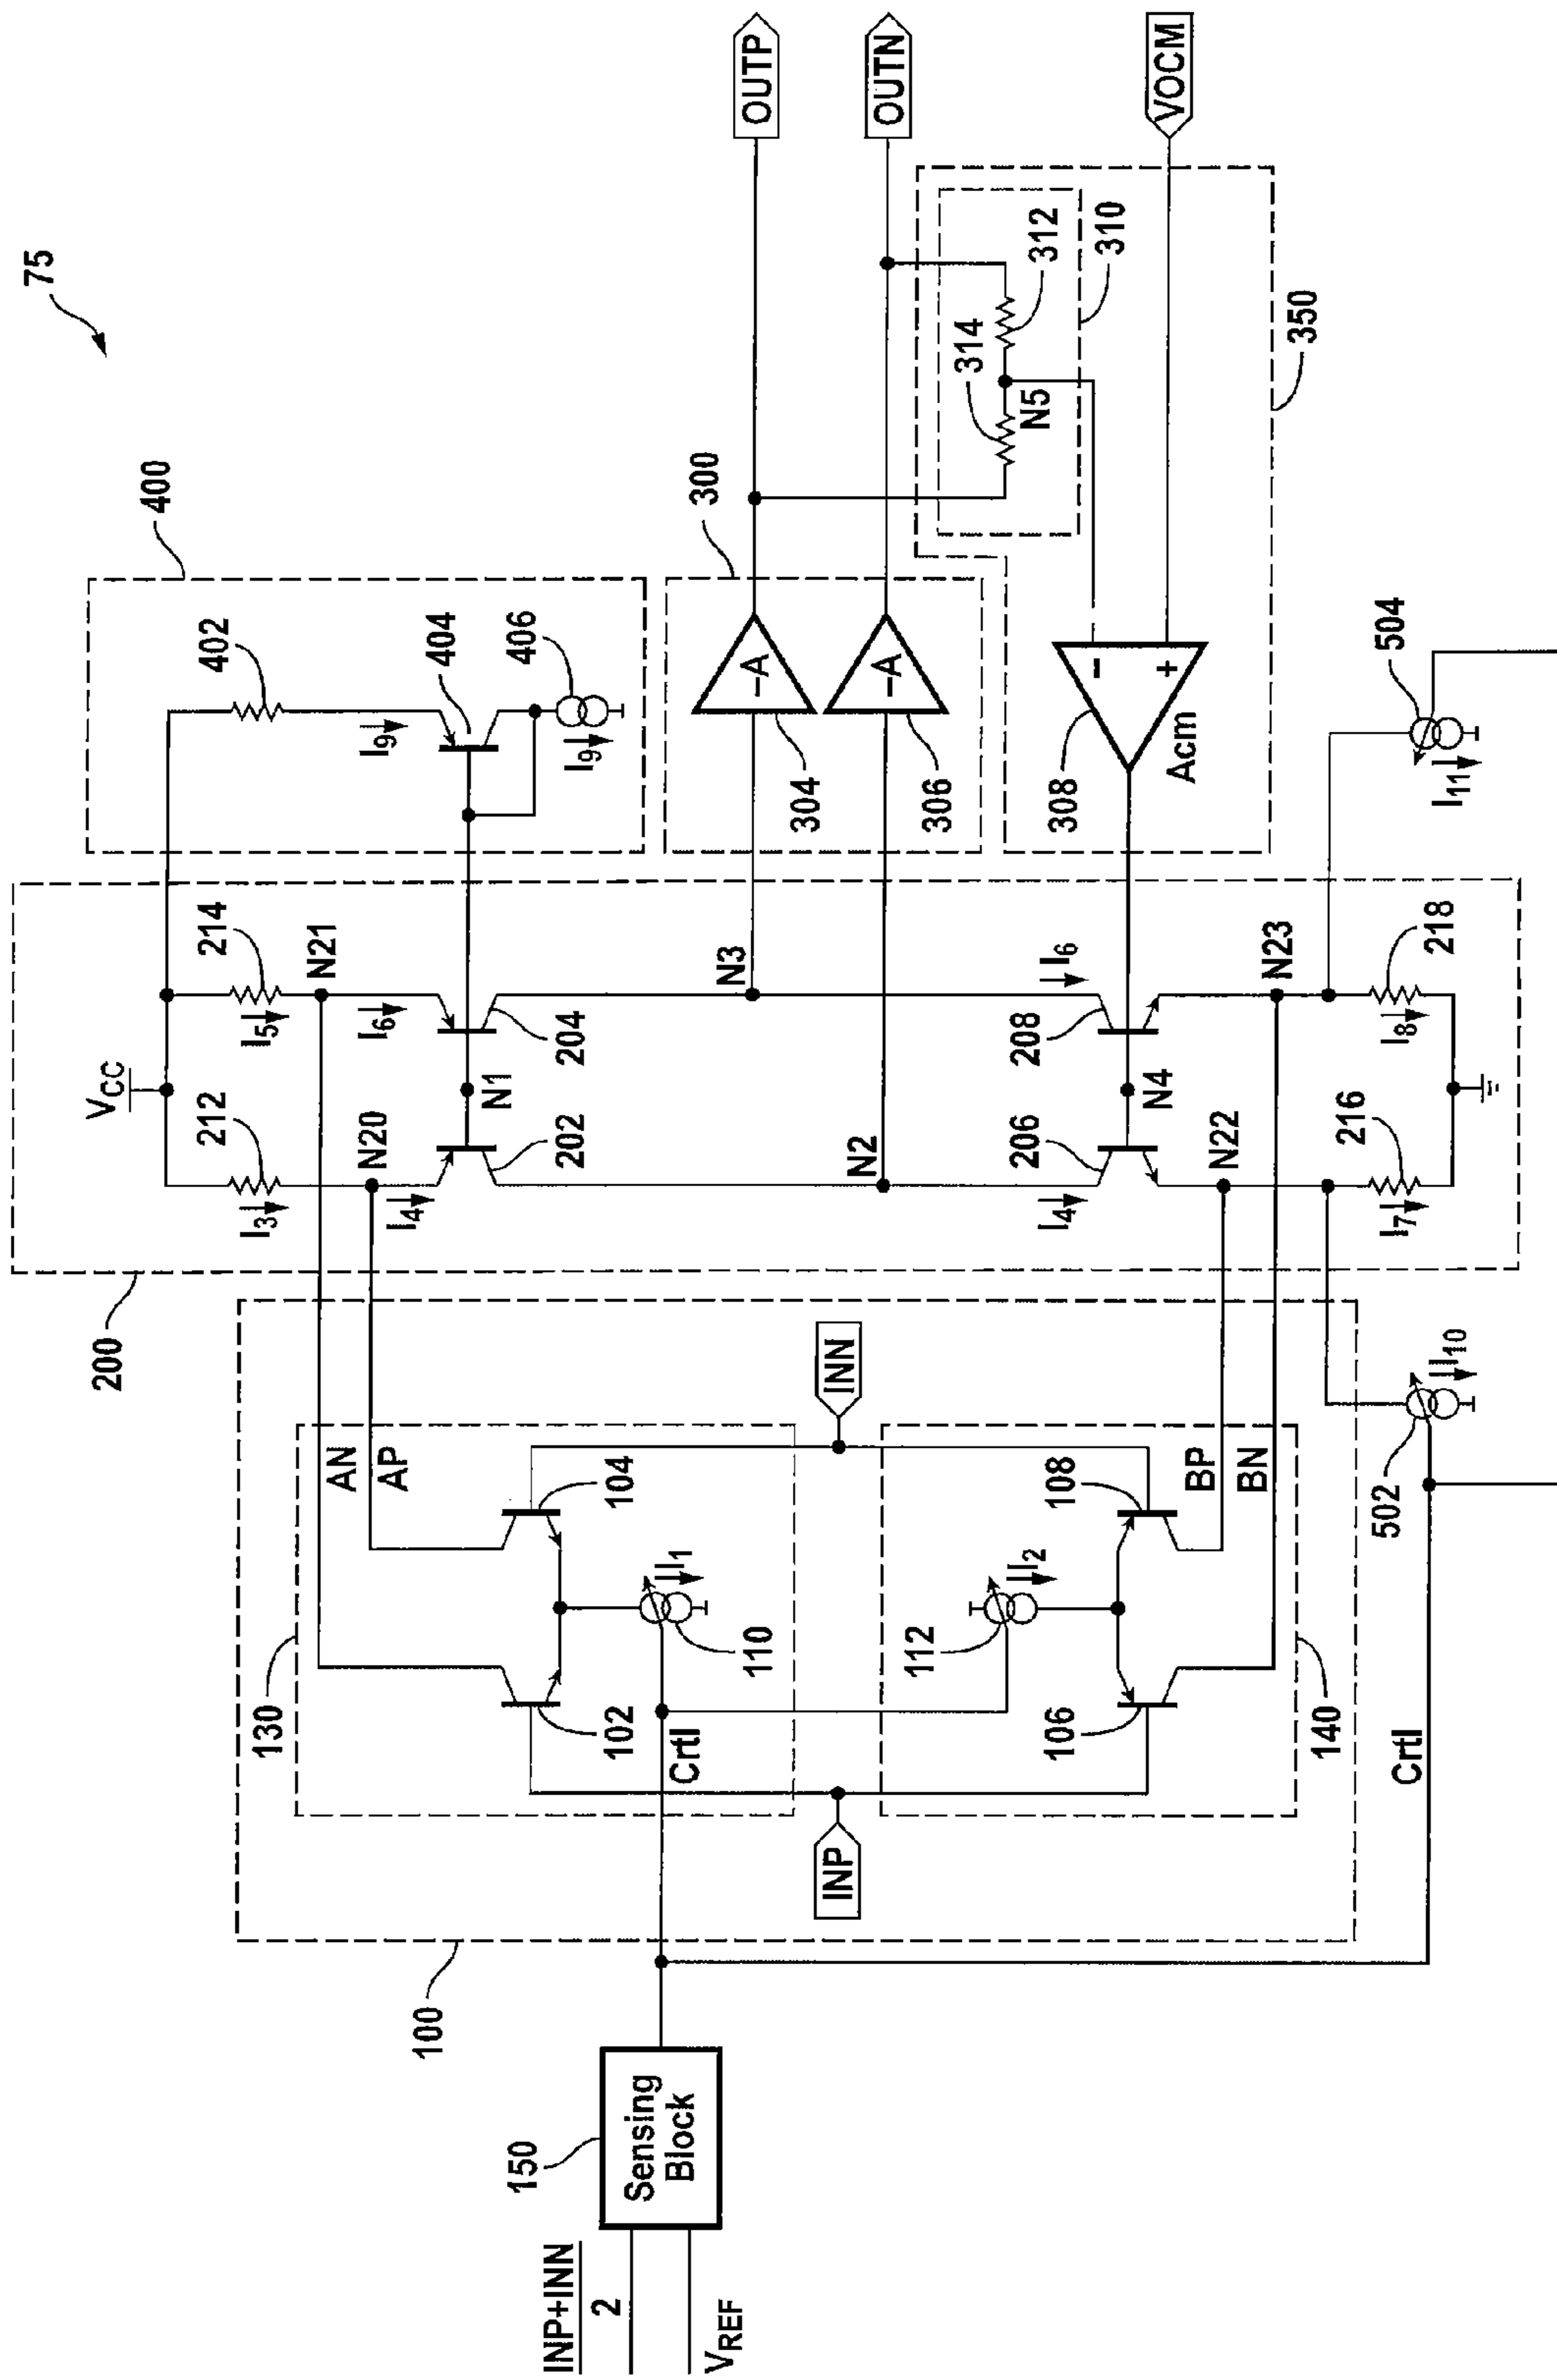 75
OUTP
OUTN
VOCM
400
402
404
406
I9
I9
300
-A
-A
304
306
314
312
N5
310
350
308
Acm
-
+
504
I11
200
VCC
212
214
I3
I5
N20
N21
I4
I6
202
204
N1
N2
N3
206
208
I4
I6
N4
N22
N23
216
218
I7
I8
100
130
AN
AP
102
104
110
I1
Crtl
INP
INN
112
I2
106
108
BP
BN
140
Crtl
502
I10
150
Sensing
Block
INP+INN
2
VREF